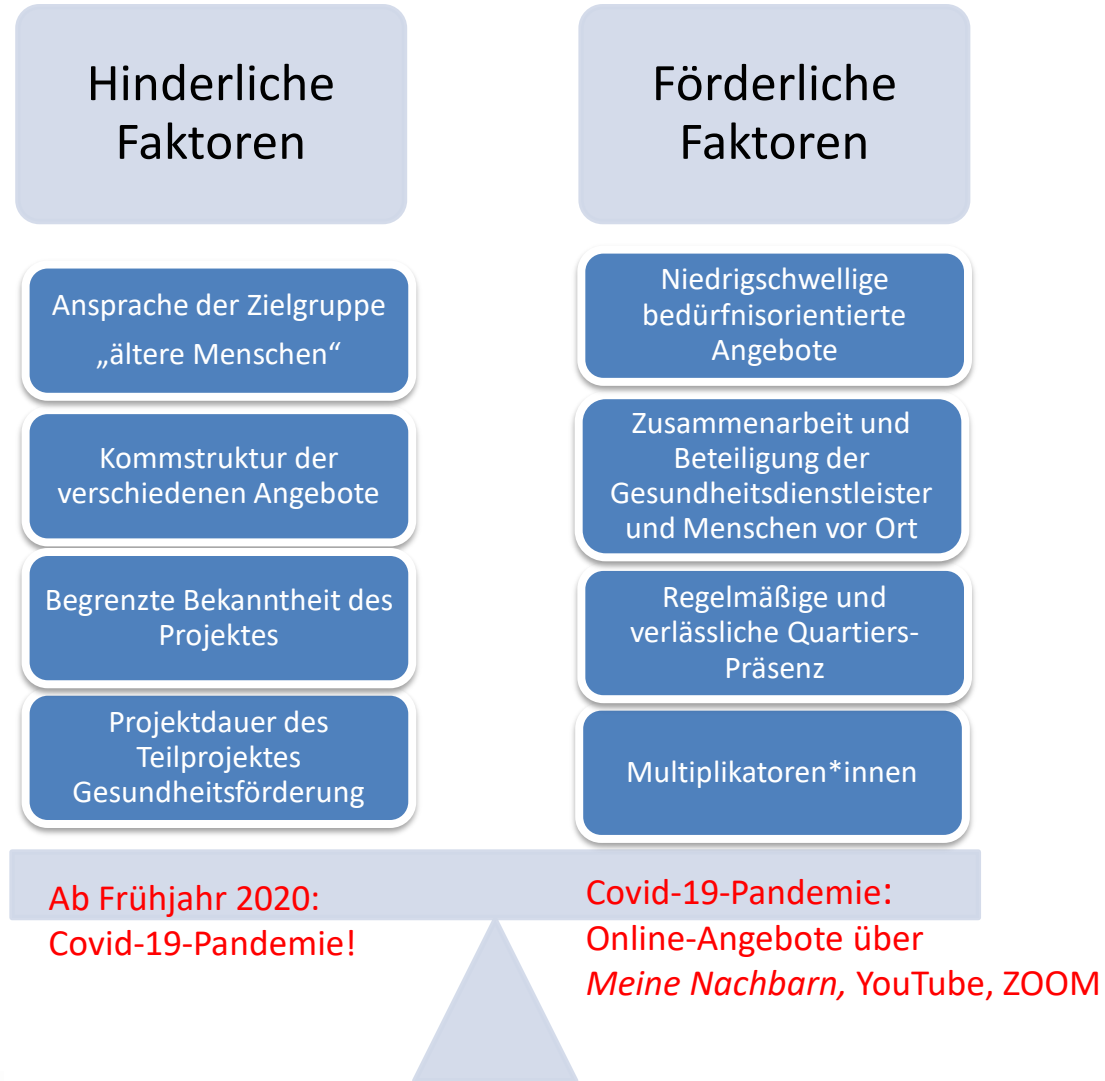 Hinderliche
Faktoren
Ansprache der Zielgruppe
„ältere Menschen“
Kommstruktur der
verschiedenen Angebote
Begrenzte Bekanntheit des
Projektes
Projektdauer des
Teilprojektes
Gesundheitsförderung
Ab Frühjahr 2020:
Covid-19-Pandemie!
Förderliche
Faktoren
Niedrigschwellige
bedürfnisorientierte
Angebote
Zusammenarbeit und
Beteiligung der
Gesundheitsdienstleister
und Menschen vor Ort
Regelmäßige und
verlässliche Quartiers-
Präsenz
Multiplikatoren*innen
Covid-19-Pandemie:
Online-Angebote über
Meine Nachbarn, YouTube, ZOOM